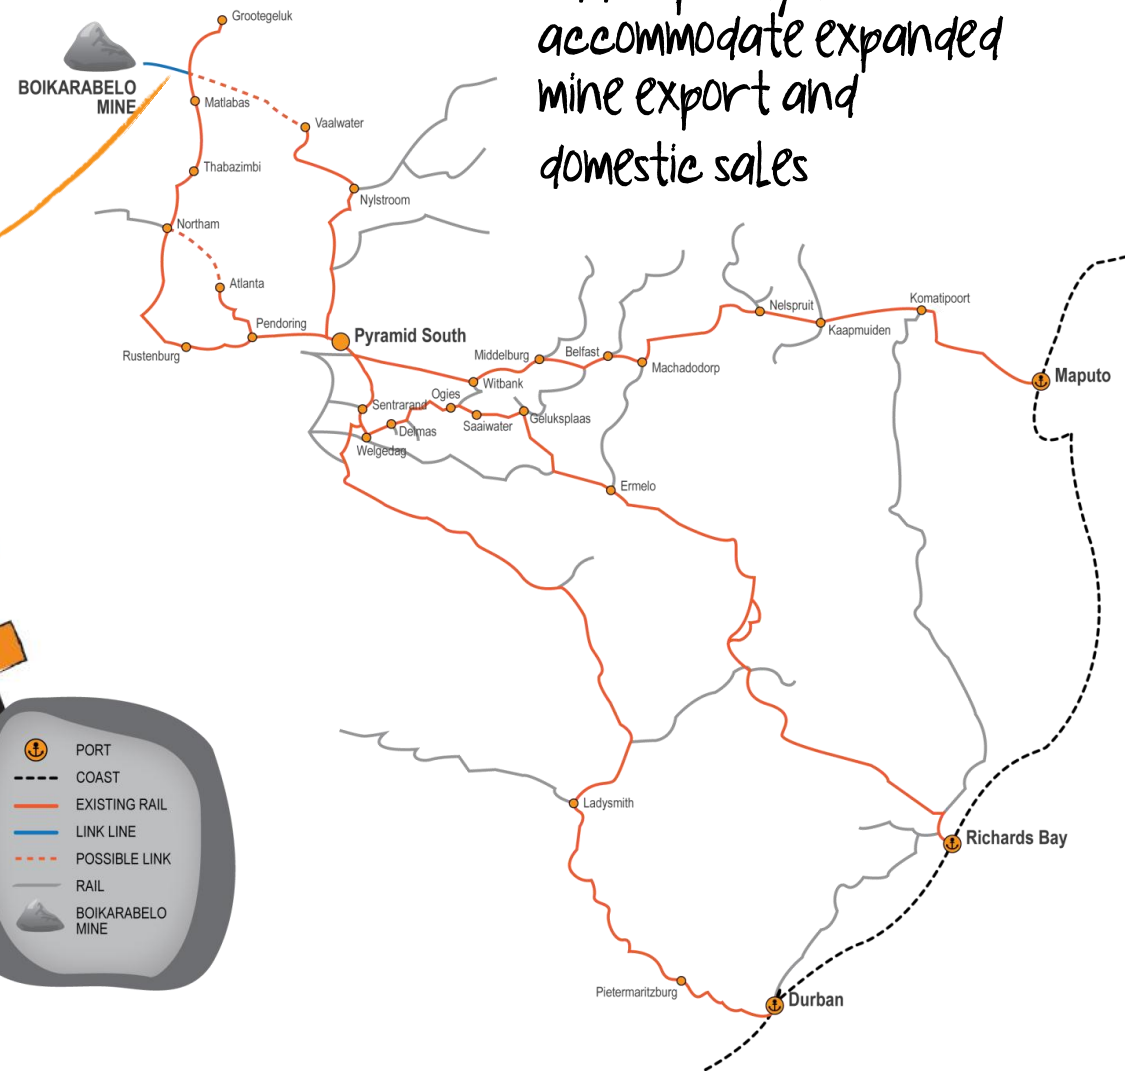 accommodate expanded
mine export and
domestic sales
Grootegeluk
BOIKARABELO
MINE
Matlabas
Vaalwater
Thabazimbi
Nylstroom
Northam
Atlanta
Pendoring
Rustenburg
Pyramid South
Nelspruit
Komatipoort
Kaapmuiden
Middelburg
Belfast
Machadodorp
Maputo
Witbank
Ogies
Sentrarand
Saaiwater
Geluksplaas
Delmas
Welgedag
Ermelo
Ladysmith
Richards Bay
Pietermaritzburg
Durban
PORT
COAST
EXISTING RAIL
LINK LINE
POSSIBLE LINK
RAIL
BOIKARABELO
MINE